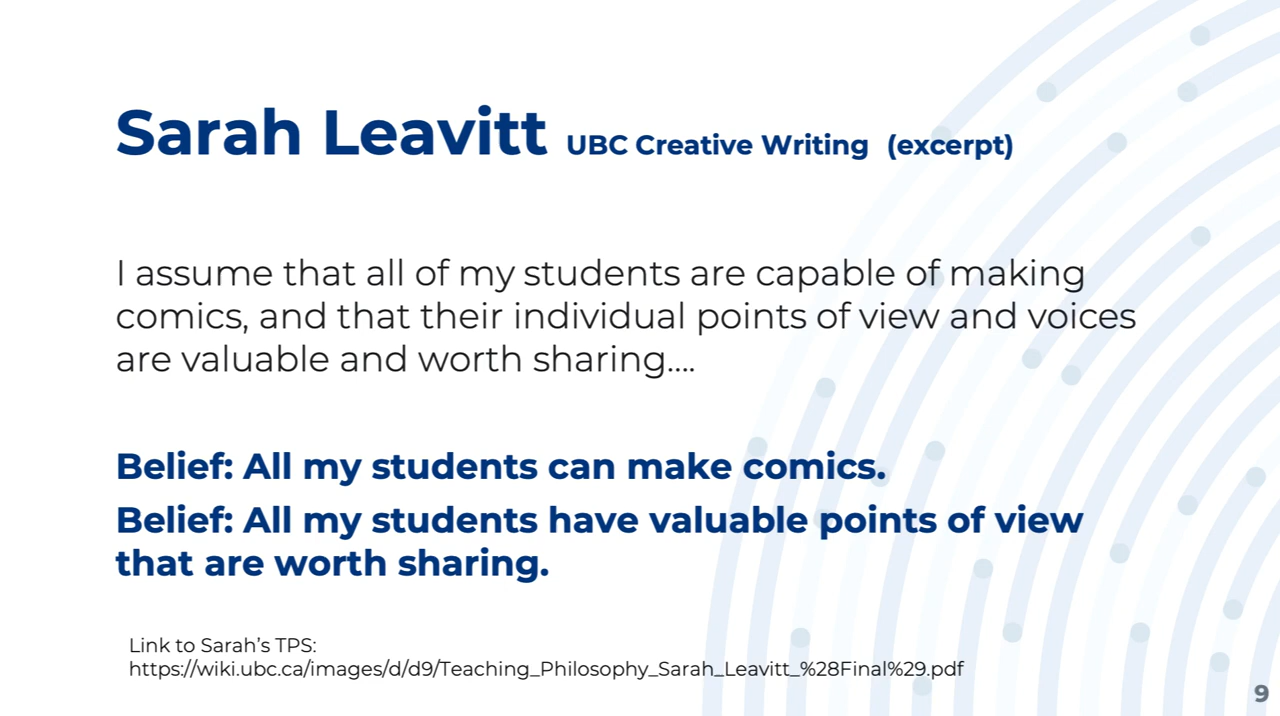 Sarah Leavitt UBC Creative Writing (excerpt)
I assume that all of my students are capable of making
comics, and that their individual points of view and voices
are valuable and worth sharing....
Belief: All my students can make comics.
Belief: All my students have valuable points of view
that are worth sharing.
Link to Sarah’s TPS:
https://wiki.ubc.ca/images/d/d9/Teaching_Philosophy_Sarah_Leavitt_%28Final%29.pdf
9